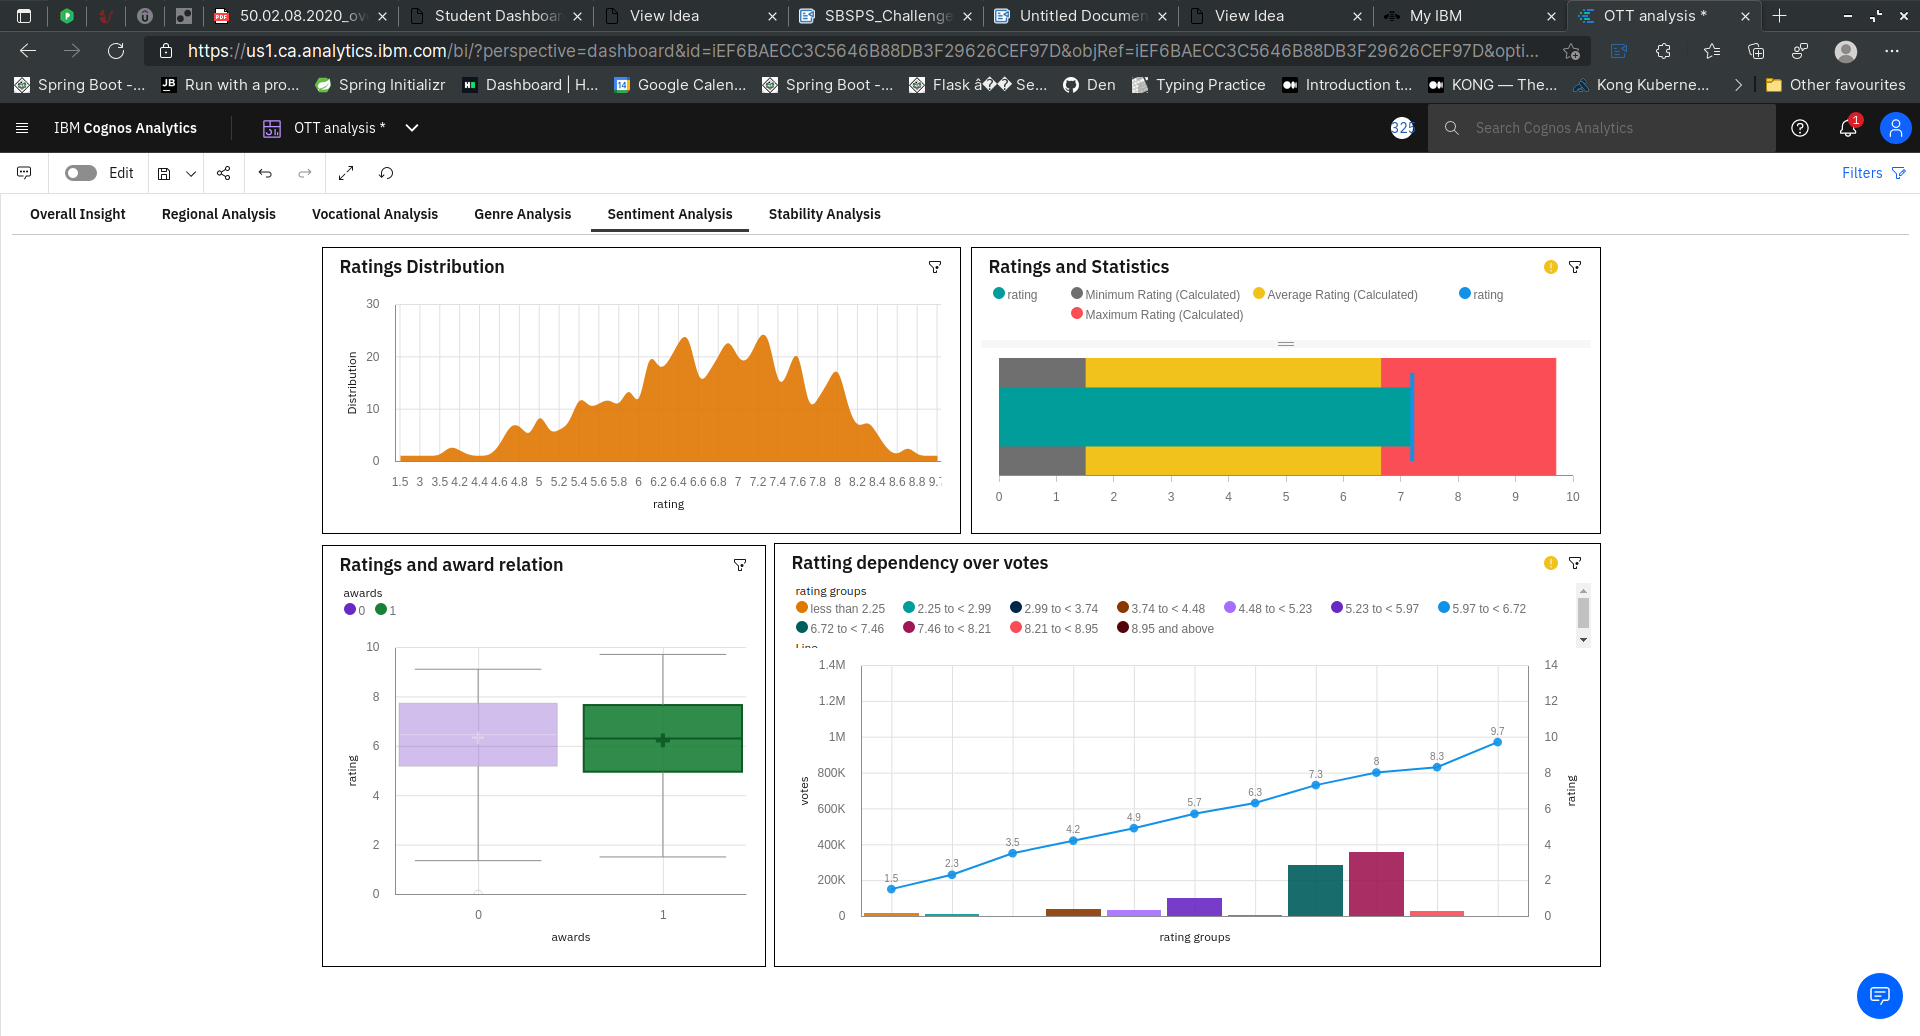 50.02.08.2020_ov
Student Dashboar
View Idea
SBSPS_Challenge
Untitled Documen
View Idea
My IBM
OTT analysis *
https://us1.ca.analytics.ibm.com/bi/?perspective=dashboard&id=iEF6BAECC3C5646B88DB3F29626CEF97D&objRef=iEF6BAECC3C5646B88DB3F29626CEF97D&opti...
Spring Boot -...
Run with a pro...
Spring Initializr
Dashboard | H...
Google Calen...
Spring Boot -...
Flask â�� Se...
Den
Typing Practice
Introduction t...
KONG — The...
Kong Kuberne...
Other favourites
IBM Cognos Analytics
OTT analysis *
325
Search Cognos Analytics
1
Edit
Filters
Overall Insight
Regional Analysis
Vocational Analysis
Genre Analysis
Sentiment Analysis
Stability Analysis
Ratings Distribution
30
20
10
0
Distribution
1.5 3 3.5 4.2 4.4 4.6 4.8 5 5.2 5.4 5.6 5.8 6 6.2 6.4 6.6 6.8 7 7.2 7.4 7.6 7.8 8 8.2 8.4 8.6 8.8 9.7
rating
Ratings and Statistics
rating
Minimum Rating (Calculated)
Average Rating (Calculated)
rating
Maximum Rating (Calculated)
0 1 2 3 4 5 6 7 8 9 10
Ratings and award relation
awards
0 1
10
8
6
4
2
0
rating
0 1
awards
Ratting dependency over votes
rating groups
less than 2.25
2.25 to < 2.99
2.99 to < 3.74
3.74 to < 4.48
4.48 to < 5.23
5.23 to < 5.97
5.97 to < 6.72
6.72 to < 7.46
7.46 to < 8.21
8.21 to < 8.95
8.95 and above
Line
1.4M
1.2M
1M
800K
600K
400K
200K
0
votes
1.5 2.3 3.5 4.2 4.9 5.7 6.3 7.3 8 8.3 9.7
14
12
10
8
6
4
2
0
rating
rating groups